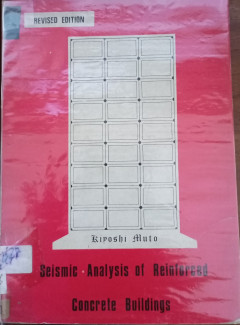 REVISED EDITION
Kiyoshi Muto
Seismic Analysis of Reinforced
Concrete Buildings